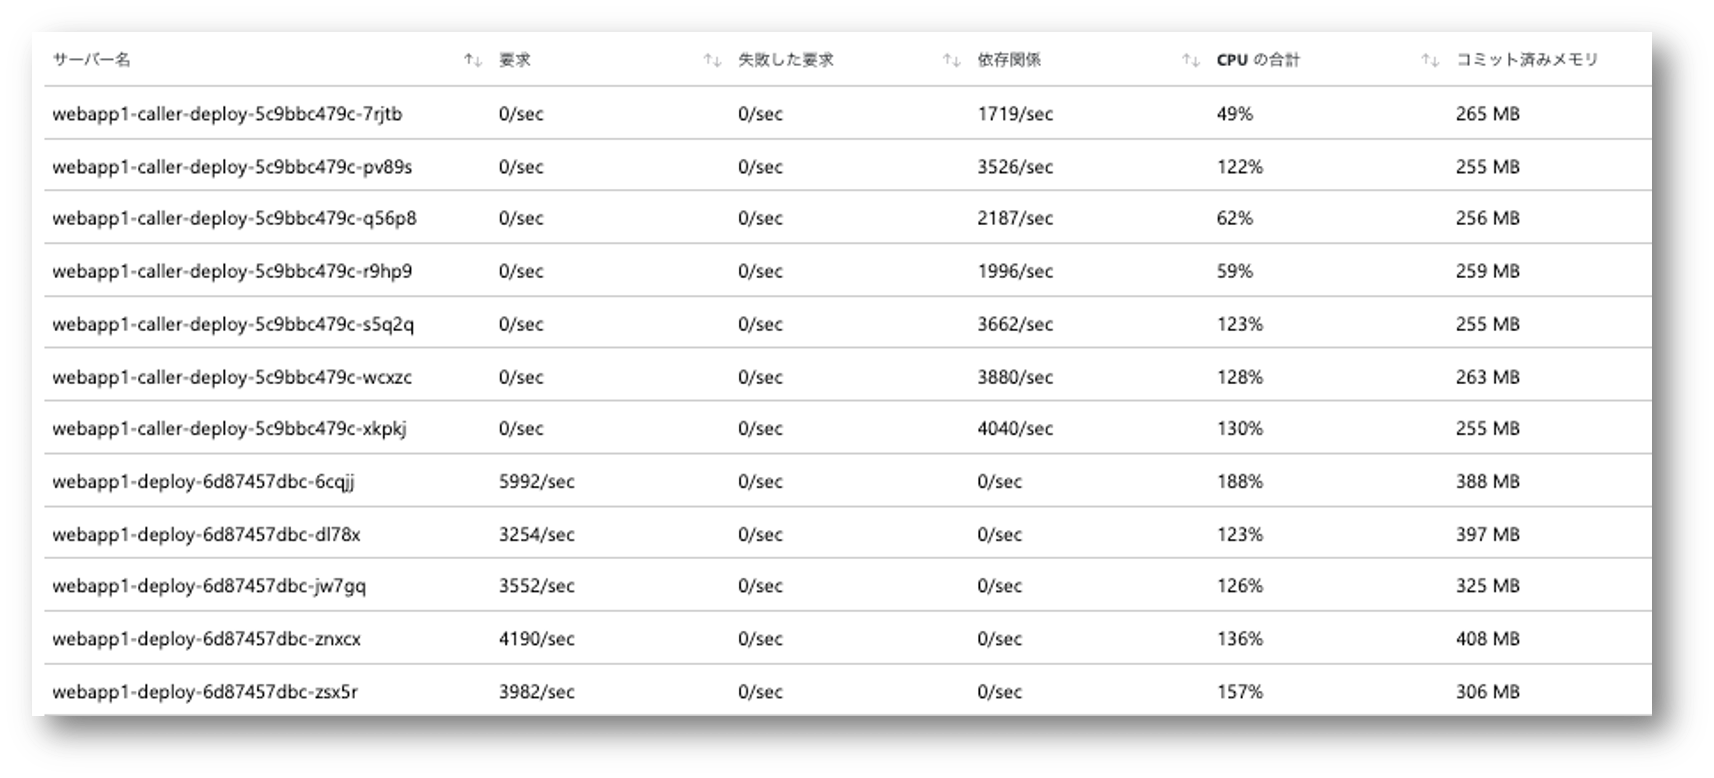 サーバー名 ↑↓ 要求 ↑↓ 失敗した要求 ↑↓ 依存関係 ↑↓ CPU の合計 ↑↓ コミット済みメモリ
webapp1-caller-deploy-5c9bbc479c-7rjtb 0/sec 0/sec 1719/sec 49% 265 MB
webapp1-caller-deploy-5c9bbc479c-pv89s 0/sec 0/sec 3526/sec 122% 255 MB
webapp1-caller-deploy-5c9bbc479c-q56p8 0/sec 0/sec 2187/sec 62% 256 MB
webapp1-caller-deploy-5c9bbc479c-r9hp9 0/sec 0/sec 1996/sec 59% 259 MB
webapp1-caller-deploy-5c9bbc479c-s5q2q 0/sec 0/sec 3662/sec 123% 255 MB
webapp1-caller-deploy-5c9bbc479c-wcxzc 0/sec 0/sec 3880/sec 128% 263 MB
webapp1-caller-deploy-5c9bbc479c-xkpkj 0/sec 0/sec 4040/sec 130% 255 MB
webapp1-deploy-6d87457dbc-6cqjj 5992/sec 0/sec 0/sec 188% 388 MB
webapp1-deploy-6d87457dbc-dl78x 3254/sec 0/sec 0/sec 123% 397 MB
webapp1-deploy-6d87457dbc-jw7gq 3552/sec 0/sec 0/sec 126% 325 MB
webapp1-deploy-6d87457dbc-znxcx 4190/sec 0/sec 0/sec 136% 408 MB
webapp1-deploy-6d87457dbc-zsx5r 3982/sec 0/sec 0/sec 157% 306 MB